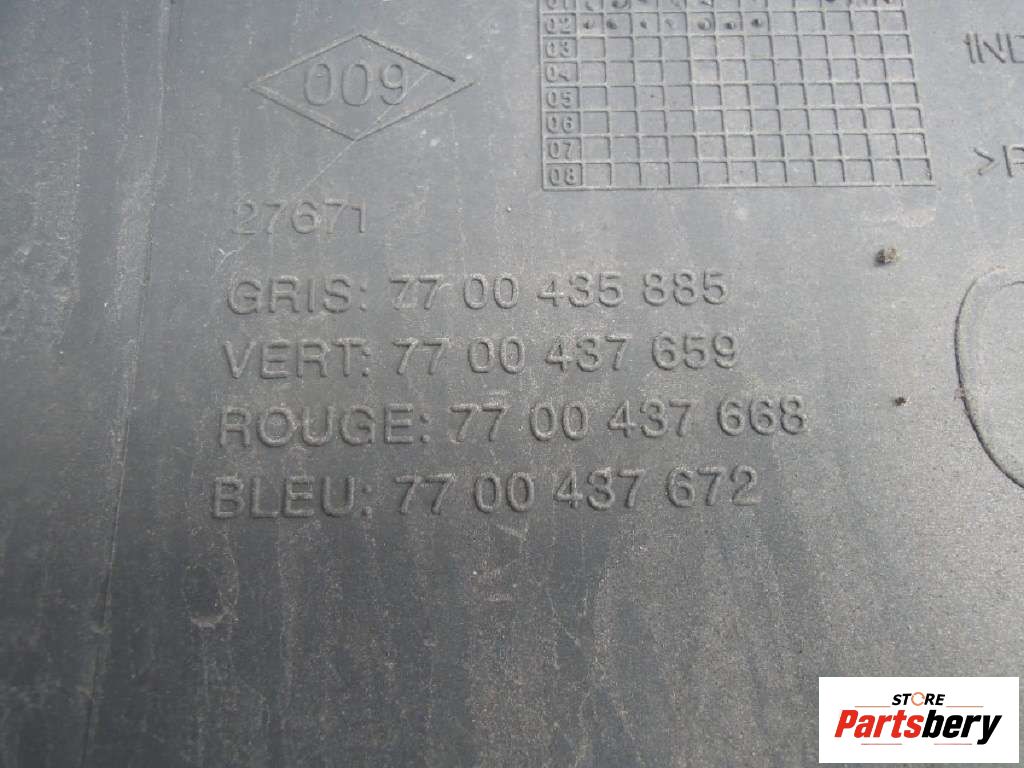 009
01
02
03
04
05
06
07
08
27671
GRIS: 77 00 435 885
VERT: 77 00 437 659
ROUGE: 77 00 437 668
BLEU: 77 00 437 672
STORE
Partsbery